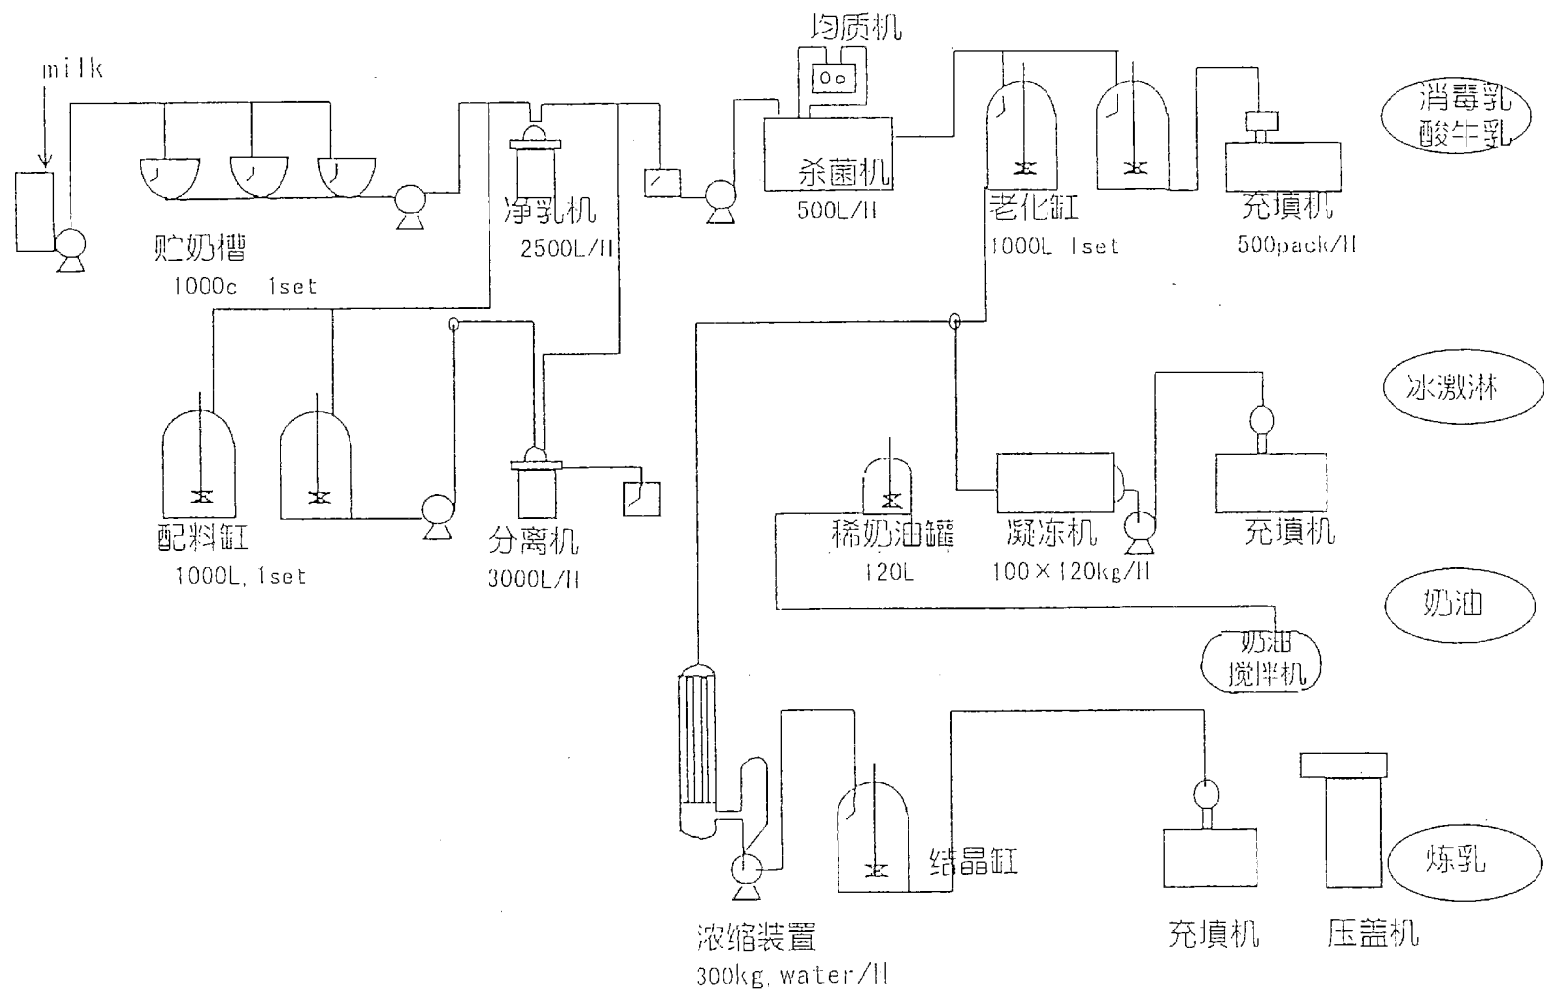 均质机
milk
消毒乳
酸牛乳
杀菌机
500L/H
净乳机
2500L/H
老化缸
1000L 1set
充填机
500pack/H
贮奶槽
1000c 1set
冰激淋
配料缸
1000L,1set
分离机
3000L/H
稀奶油罐
120L
凝冻机
100×120kg/H
充填机
奶油
奶油
搅拌机
结晶缸
炼乳
浓缩装置
300kg,water/H
充填机
压盖机